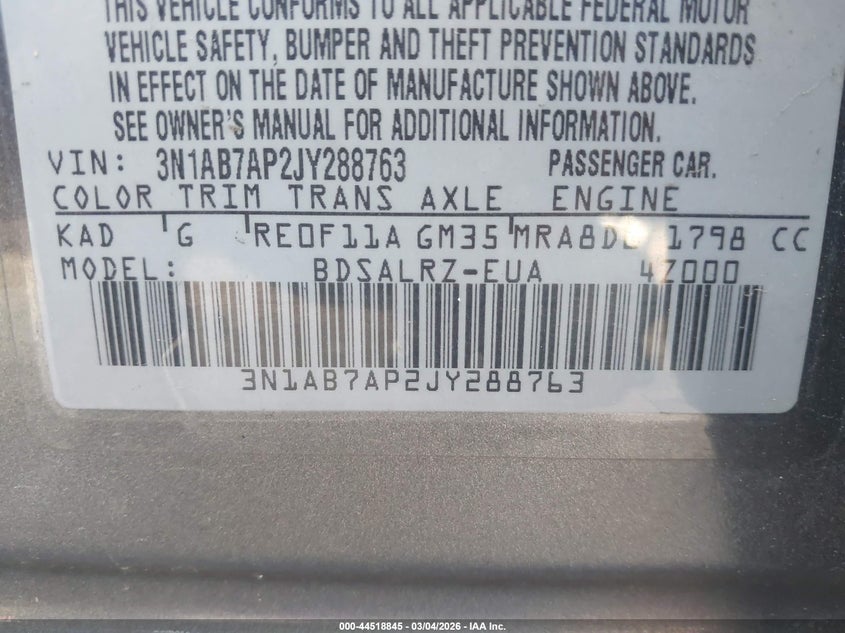 THIS VEHICLE CONFORMS TO ALL APPLICABLE FEDERAL MOTOR
VEHICLE SAFETY, BUMPER AND THEFT PREVENTION STANDARDS
IN EFFECT ON THE DATE OF MANUFACTURE SHOWN ABOVE.
SEE OWNER'S MANUAL FOR ADDITIONAL INFORMATION.
VIN: 3N1AB7AP2JY288763 PASSENGER CAR.
COLOR TRIM TRANS AXLE ENGINE
KAD G RE0F11A GM35 1798 CC
MODEL: BDSALRZ-EUA
3N1AB7AP2JY288763
000-44518845 — 03/04/2026 — IAA Inc.